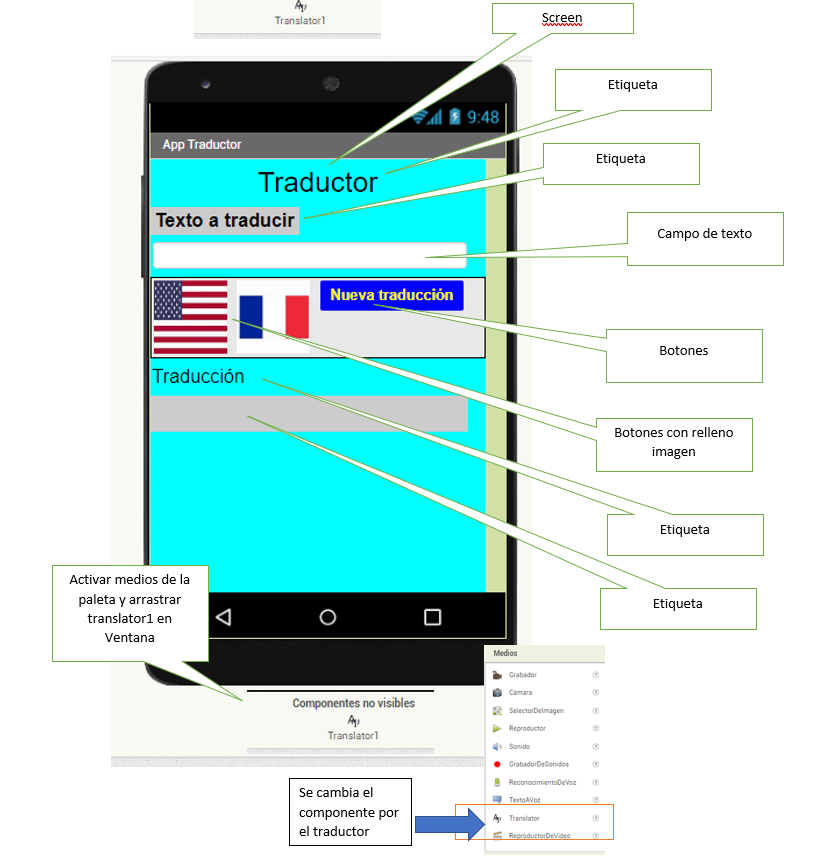 Translator1
Screen
Etiqueta
9:48
App Traductor
Etiqueta
Traductor
Texto a traducir
Campo de texto
Nueva traducción
Botones
Traducción
Botones con relleno
imagen
Etiqueta
Activar medios de la
paleta y arrastrar
translator1 en
Ventana
Etiqueta
Componentes no visibles
Translator1
Medios
Grabador
Cámara
SelectorDeImagen
Reproductor
Sonido
GrabadorDeSonidos
ReconocimientoDeVoz
TextoAVoz
Translator
ReproductorDeVídeo
Se cambia el
componente por
el traductor